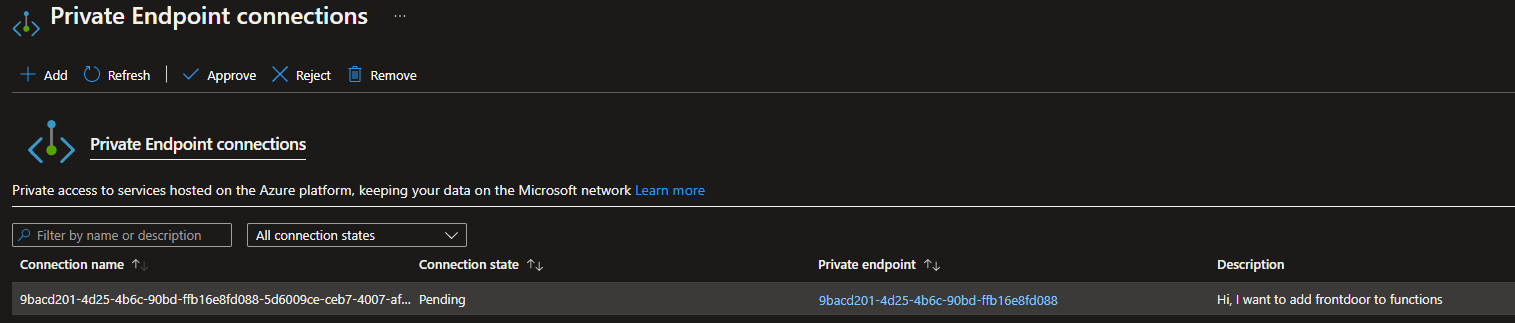 Private Endpoint connections ...
Add Refresh Approve Reject Remove
Private Endpoint connections
Private access to services hosted on the Azure platform, keeping your data on the Microsoft network Learn more
Filter by name or description All connection states
Connection name Connection state Private endpoint Description
9bacd201-4d25-4b6c-90bd-ffb16e8fd088-5d6009ce-ceb7-4007-af... Pending 9bacd201-4d25-4b6c-90bd-ffb16e8fd088 Hi, I want to add frontdoor to functions